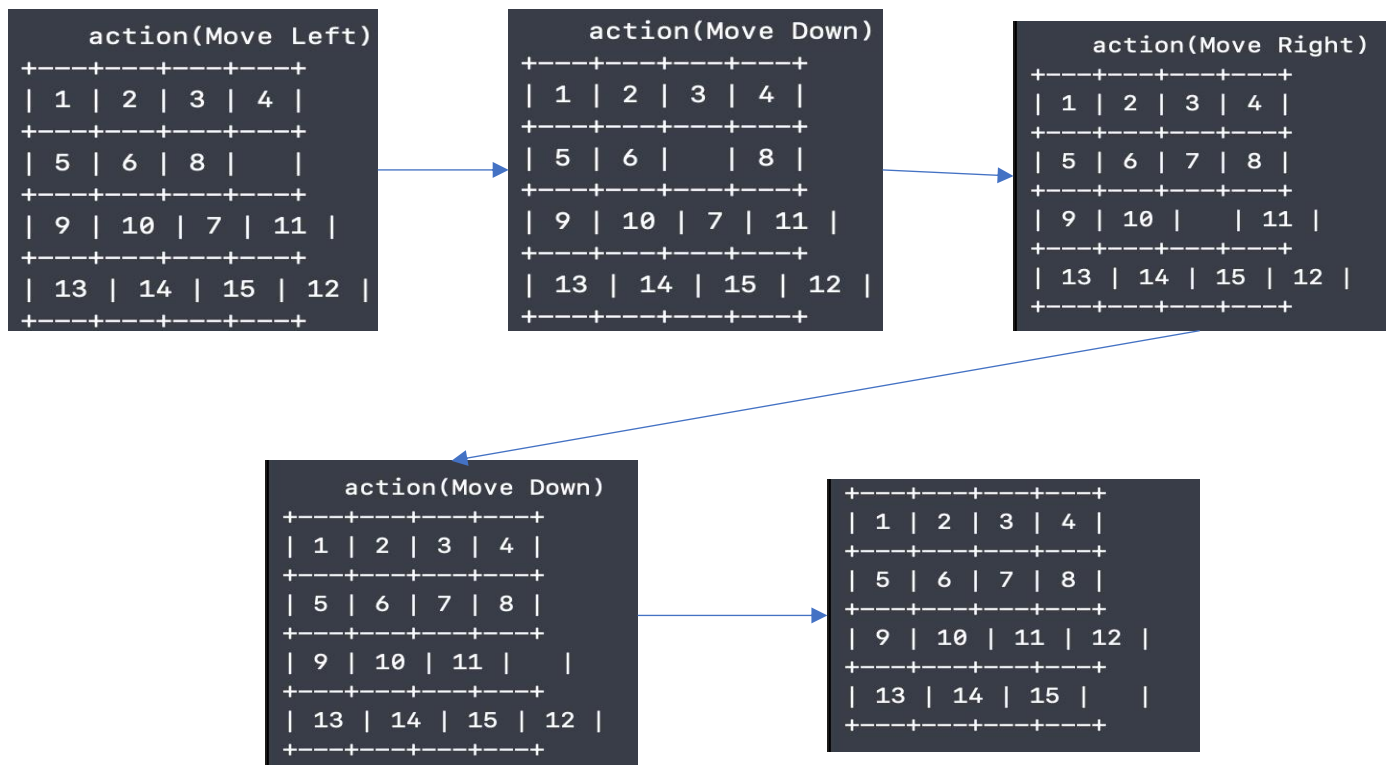 action(Move Left)
+---+---+---+---+
| 1 | 2 | 3 | 4 |
+---+---+---+---+
| 5 | 6 | 8 |   |
+---+---+---+---+
| 9 | 10 | 7 | 11 |
+---+---+---+---+
| 13 | 14 | 15 | 12 |
+---+---+---+---+
action(Move Down)
+---+---+---+---+
| 1 | 2 | 3 | 4 |
+---+---+---+---+
| 5 | 6 |   | 8 |
+---+---+---+---+
| 9 | 10 | 7 | 11 |
+---+---+---+---+
| 13 | 14 | 15 | 12 |
+---+---+---+---+
action(Move Right)
+---+---+---+---+
| 1 | 2 | 3 | 4 |
+---+---+---+---+
| 5 | 6 | 7 | 8 |
+---+---+---+---+
| 9 | 10 |   | 11 |
+---+---+---+---+
| 13 | 14 | 15 | 12 |
+---+---+---+---+
action(Move Down)
+---+---+---+---+
| 1 | 2 | 3 | 4 |
+---+---+---+---+
| 5 | 6 | 7 | 8 |
+---+---+---+---+
| 9 | 10 | 11 |   |
+---+---+---+---+
| 13 | 14 | 15 | 12 |
+---+---+---+---+
+---+---+---+---+
| 1 | 2 | 3 | 4 |
+---+---+---+---+
| 5 | 6 | 7 | 8 |
+---+---+---+---+
| 9 | 10 | 11 | 12 |
+---+---+---+---+
| 13 | 14 | 15 |   |
+---+---+---+---+